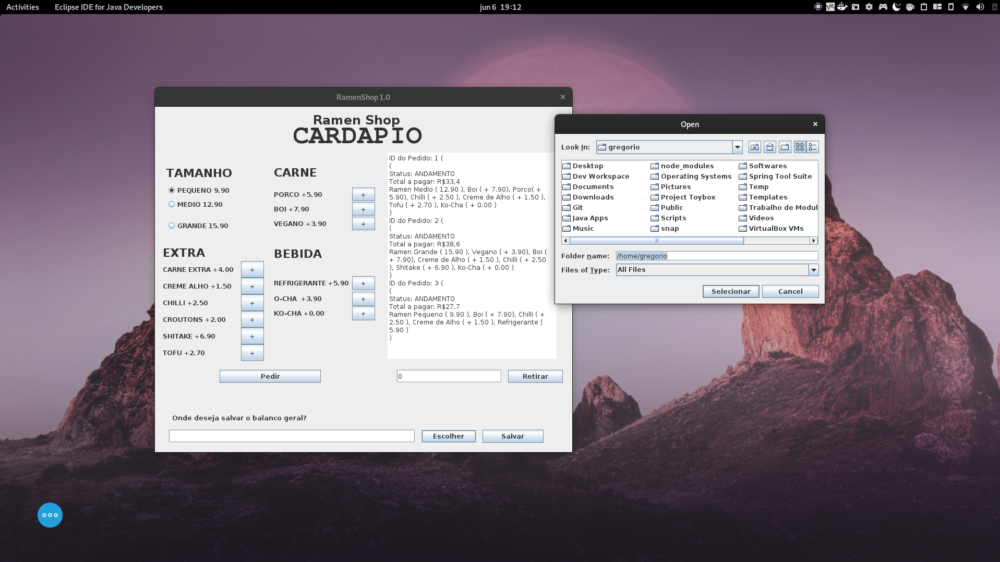 Activities
Eclipse IDE for Java Developers
jun 6 19:12
RamenShop 1.0
Ramen Shop
CARDAPIO
TAMANHO
PEQUENO 9.90
MEDIO 12.90
GRANDE 15.90
CARNE
PORCO +5.90
+
BOI +7.90
+
VEGANO +3.90
+
EXTRA
CARNE EXTRA +4.00
+
CREME ALHO +1.50
+
CHILLI +2.50
+
CROUTONS +2.00
+
SHITAKE +6.90
+
TOFU +2.70
+
BEBIDA
REFRIGERANTE +5.90
+
O-CHA +3.90
+
KO-CHA +0.00
+
ID do Pedido: 1 (
(
Status: ANDAMENTO
Total a pagar: R$33,4
Ramen Medio ( 12.90 ), Boi ( + 7.90), Porco( +
5.90), Chilli ( + 2.50 ), Creme de Alho ( + 1.50 ),
Tofu ( + 2.70 ), Ko-Cha ( + 0.00 )
)
ID do Pedido: 2 (
(
Status: ANDAMENTO
Total a pagar: R$38,6
Ramen Grande ( 15.90 ), Vegano ( + 3.90), Boi (
+ 7.90), Creme de Alho ( + 1.50 ), Chilli ( + 2.50
), Shitake ( + 6.90 ), Ko-Cha ( + 0.00 )
)
ID do Pedido: 3 (
(
Status: ANDAMENTO
Total a pagar: R$27,7
Ramen Pequeno ( 9.90 ), Boi ( + 7.90), Chilli ( +
2.50 ), Creme de Alho ( + 1.50 ), Refrigerante (
5.90 )
)
Pedir
0
Retirar
Onde deseja salvar o balanco geral?
Escolher
Salvar
Open
Look In:
gregorio
Desktop
Dev Workspace
Documents
Downloads
Git
Java Apps
Music
node_modules
Operating Systems
Pictures
Project Toybox
Public
Scripts
snap
Softwares
Spring Tool Suite
Temp
Templates
Trabalho de Modul
Videos
VirtualBox VMs
Folder name:
/home/gregorio
Files of Type:
All Files
Selecionar
Cancel